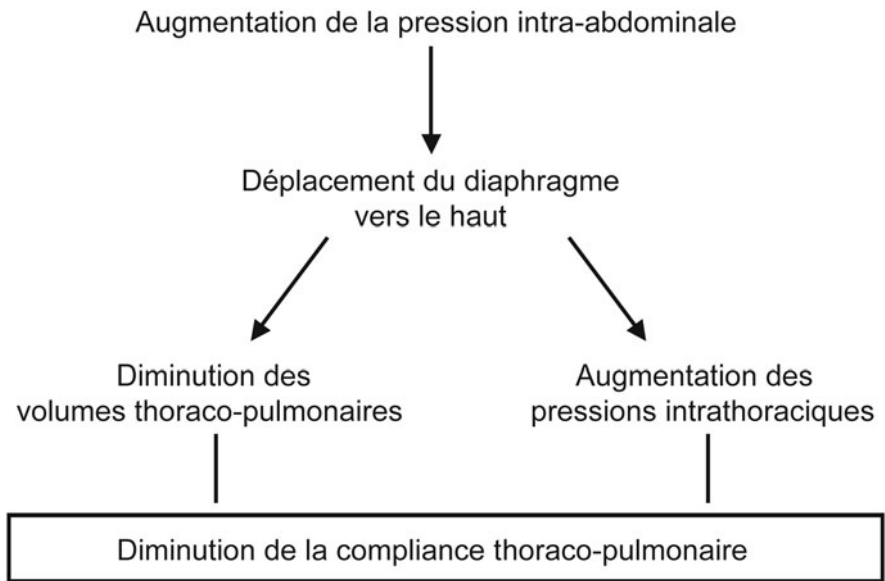 Augmentation de la pression intra-abdominale
Déplacement du diaphragme
vers le haut
Diminution des
volumes thoraco-pulmonaires
Augmentation des
pressions intrathoraciques
Diminution de la compliance thoraco-pulmonaire